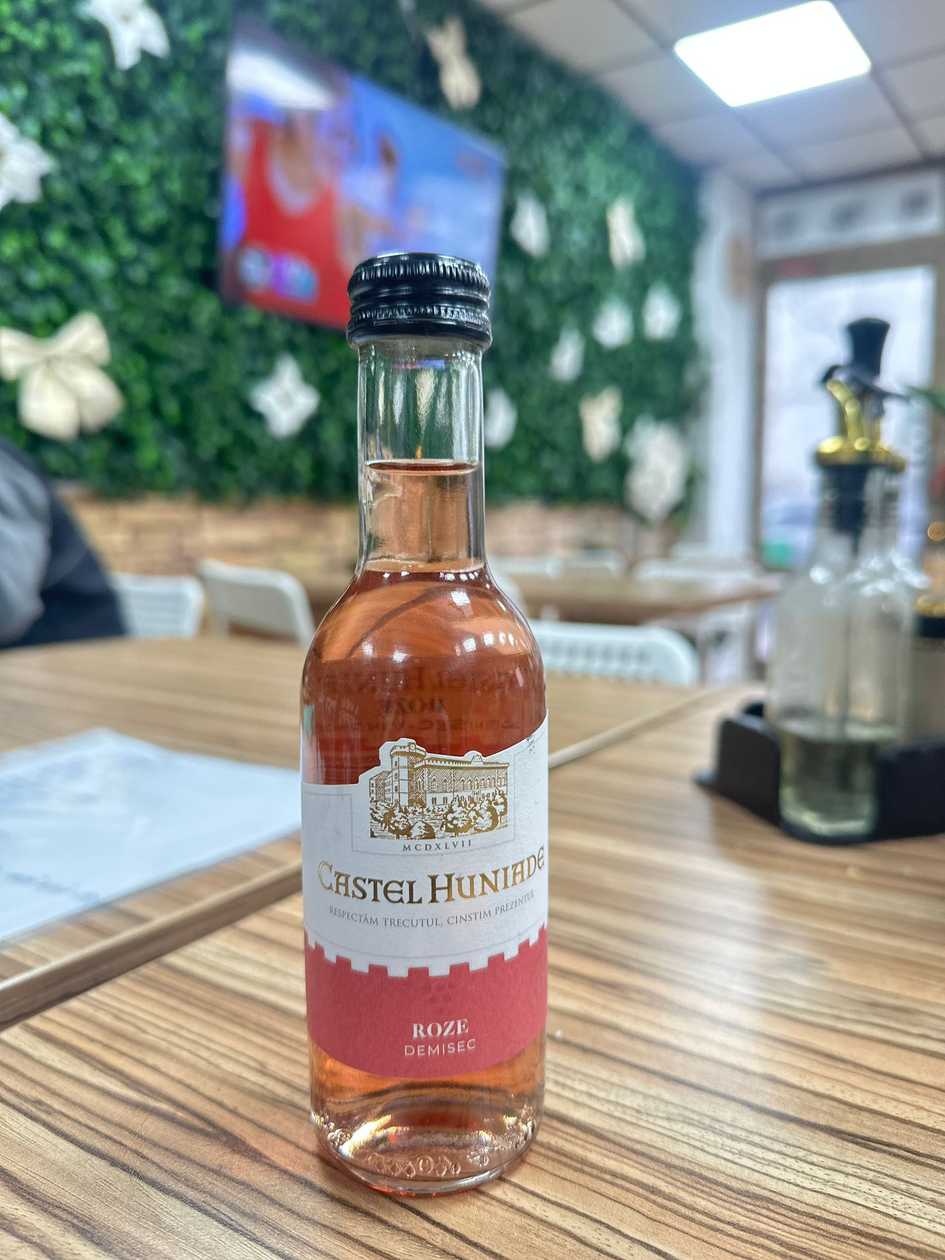 MCDXLVII
CASTEL HUNIADE
RESPECTĂM TRECUTUL, CINSTIM PREZENTUL
ROZE
DEMISEC